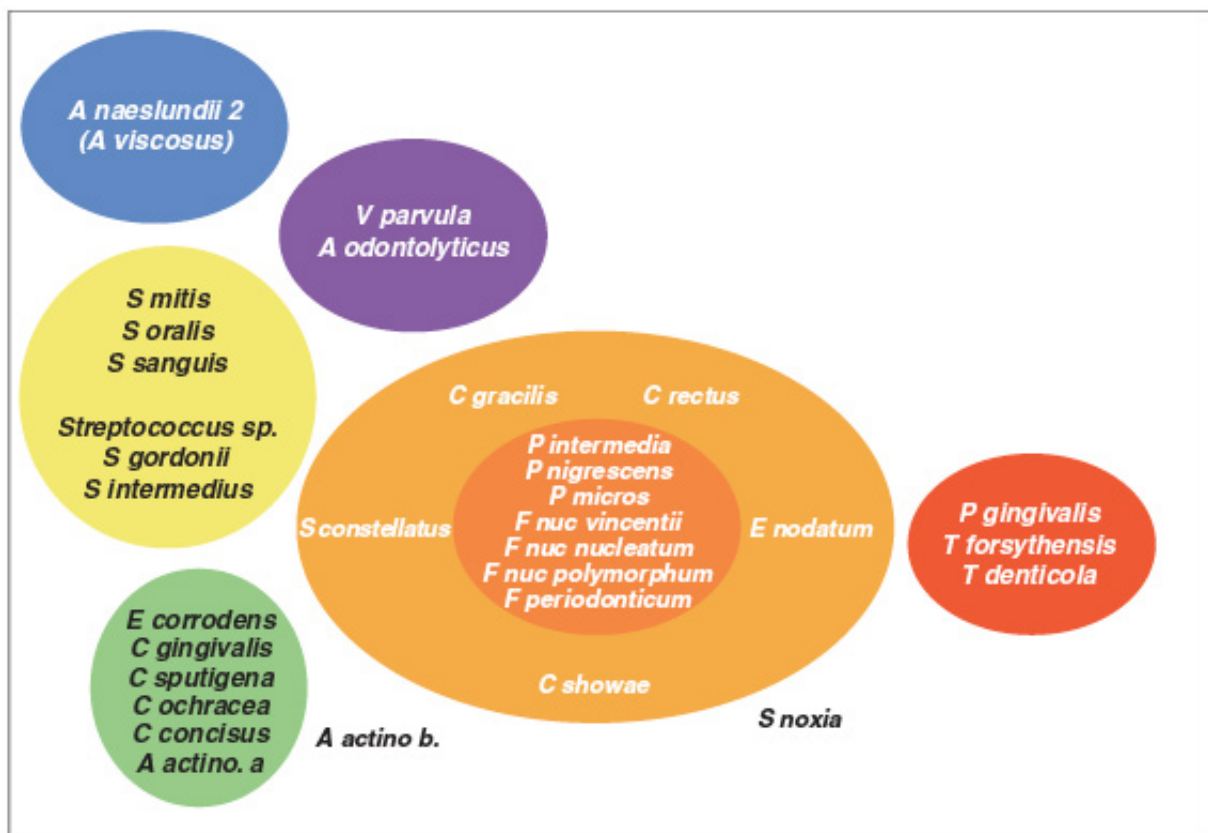 A naeslundii 2
(A viscosus)
V parvula
A odontolyticus
S mitis
S oralis
S sanguis
Streptococcus sp.
S gordonii
S intermedius
C gracilis
C rectus
P intermedia
P nigrescens
P micros
F nuc vincentii
F nuc nucleatum
F nuc polymorphum
F periodonticum
S constellatus
E nodatum
C showae
P gingivalis
T forsythensis
T denticola
E corrodens
C gingivalis
C sputigena
C ochracea
C concisus
A actino. a
A actino b.
S noxia